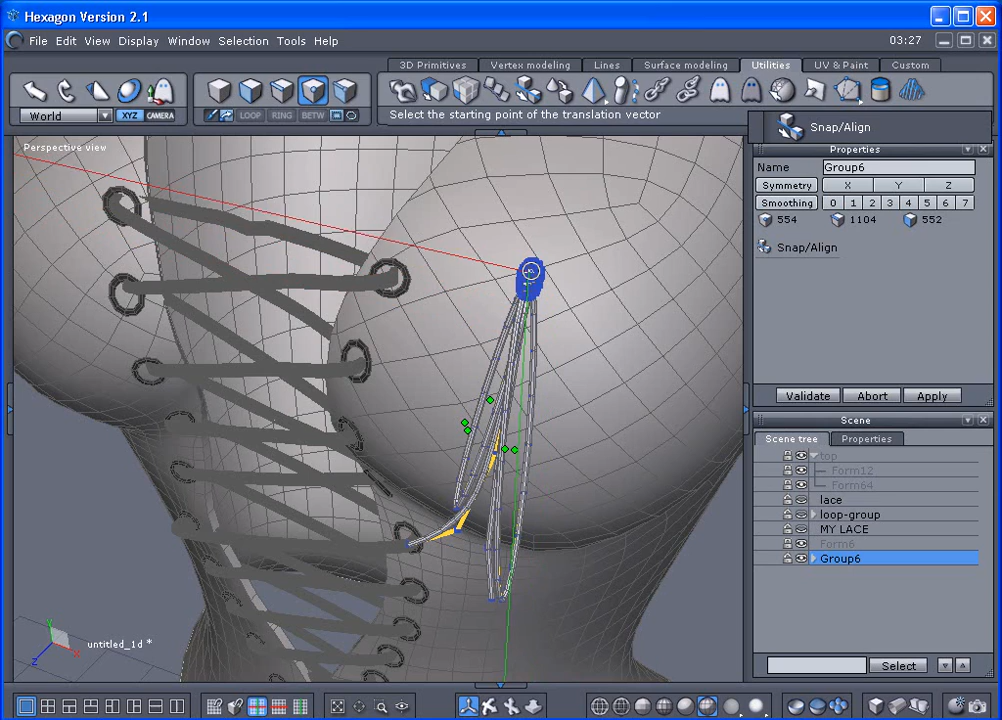 Hexagon Version 2.1
File Edit View Display Window Selection Tools Help 03:27
3D Primitives Vertex modeling Lines Surface modeling Utilities UV & Paint Custom
World XYZ CAMERA LOOP RING BETW
Select the starting point of the translation vector
Snap/Align
Perspective view
Properties
Name Group6
Symmetry X Y Z
Smoothing 0 1 2 3 4 5 6 7
554 1104 552
Snap/Align
Validate Abort Apply
Scene
Scene tree Properties
top
Form12
Form64
lace
loop-group
MY LACE
Form6
Group6
Y
X
Z
untitled_1d *
Select